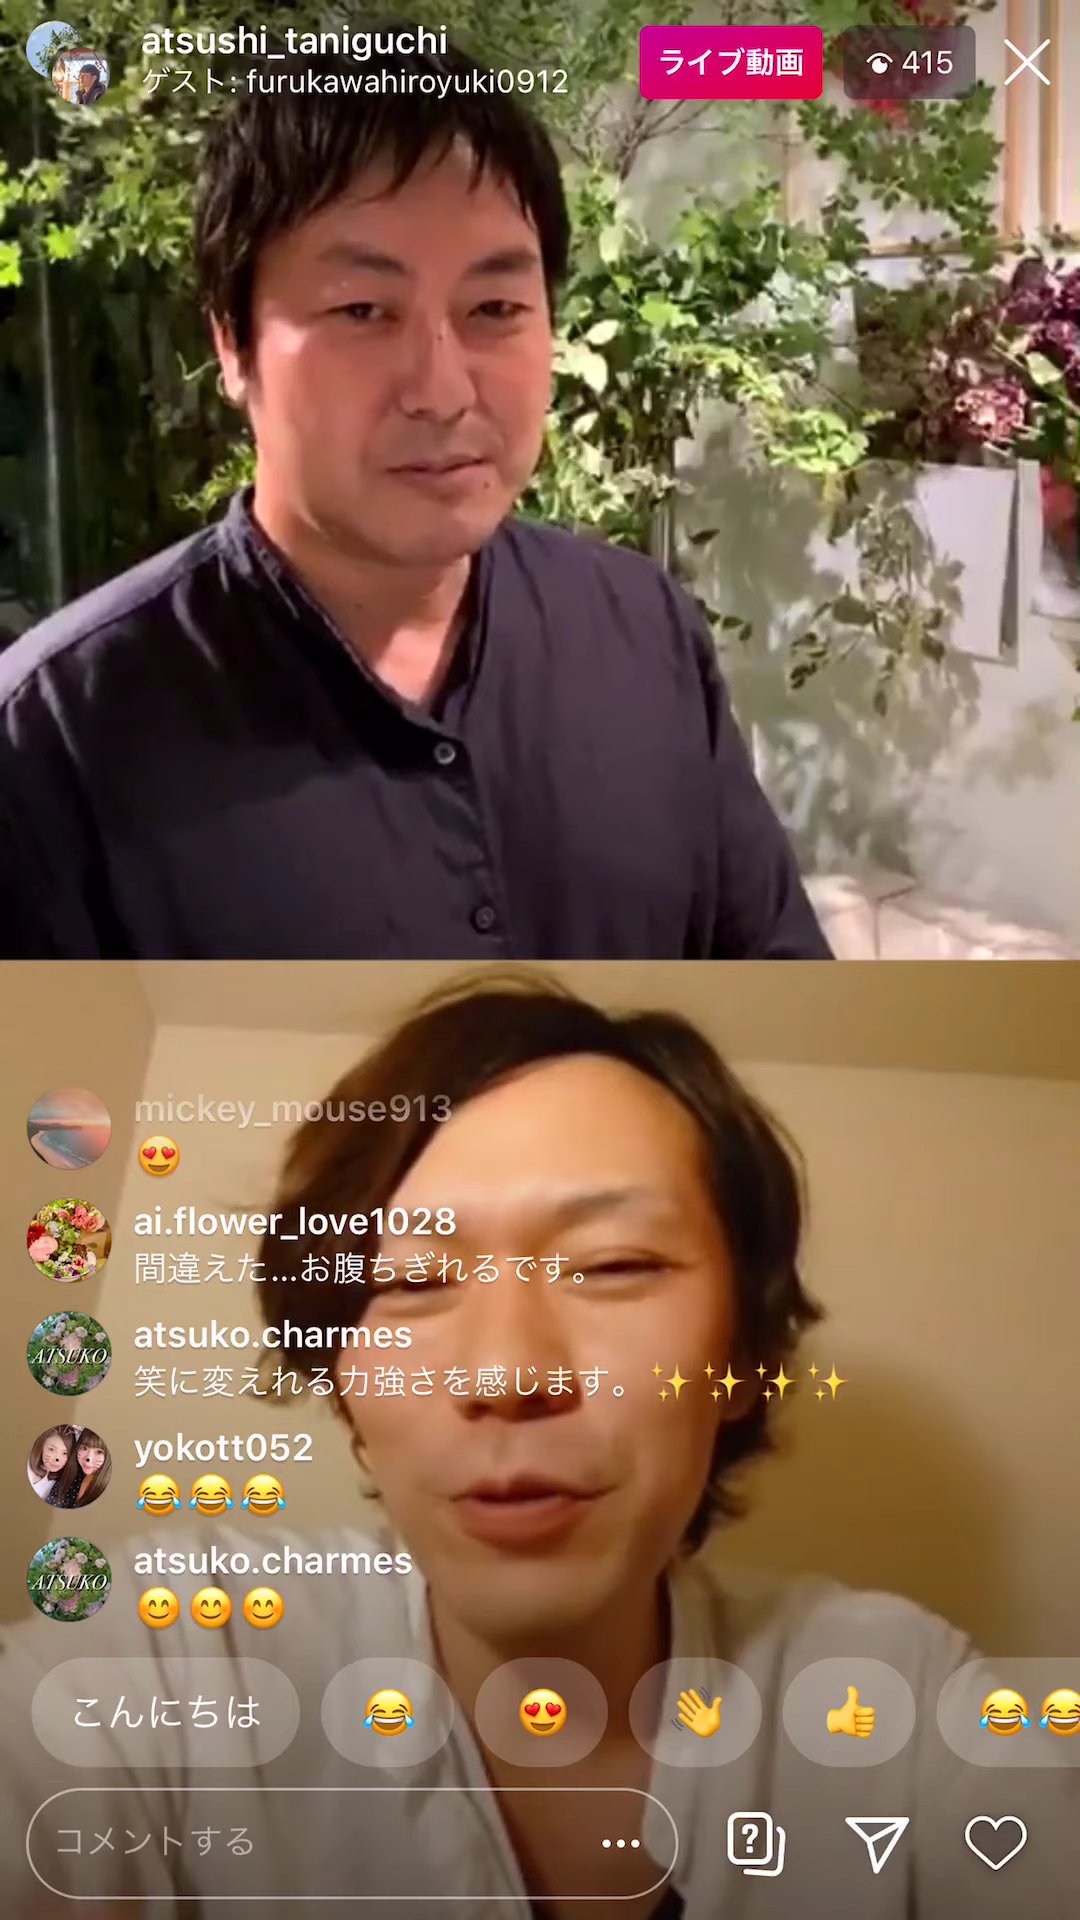 atsushi_taniguchi
ゲスト: furukawahiroyuki0912
ライブ動画
415
mickey_mouse913
😍
ai.flower_love1028
間違えた...お腹ちぎれるです。
atsuko.charmes
ATSUKO
笑に変えれる力強さを感じます。✨✨✨✨
yokott052
😂😂😂
atsuko.charmes
ATSUKO
😊😊😊
こんにちは 😂 😍 👋 👍 😂😂
コメントする